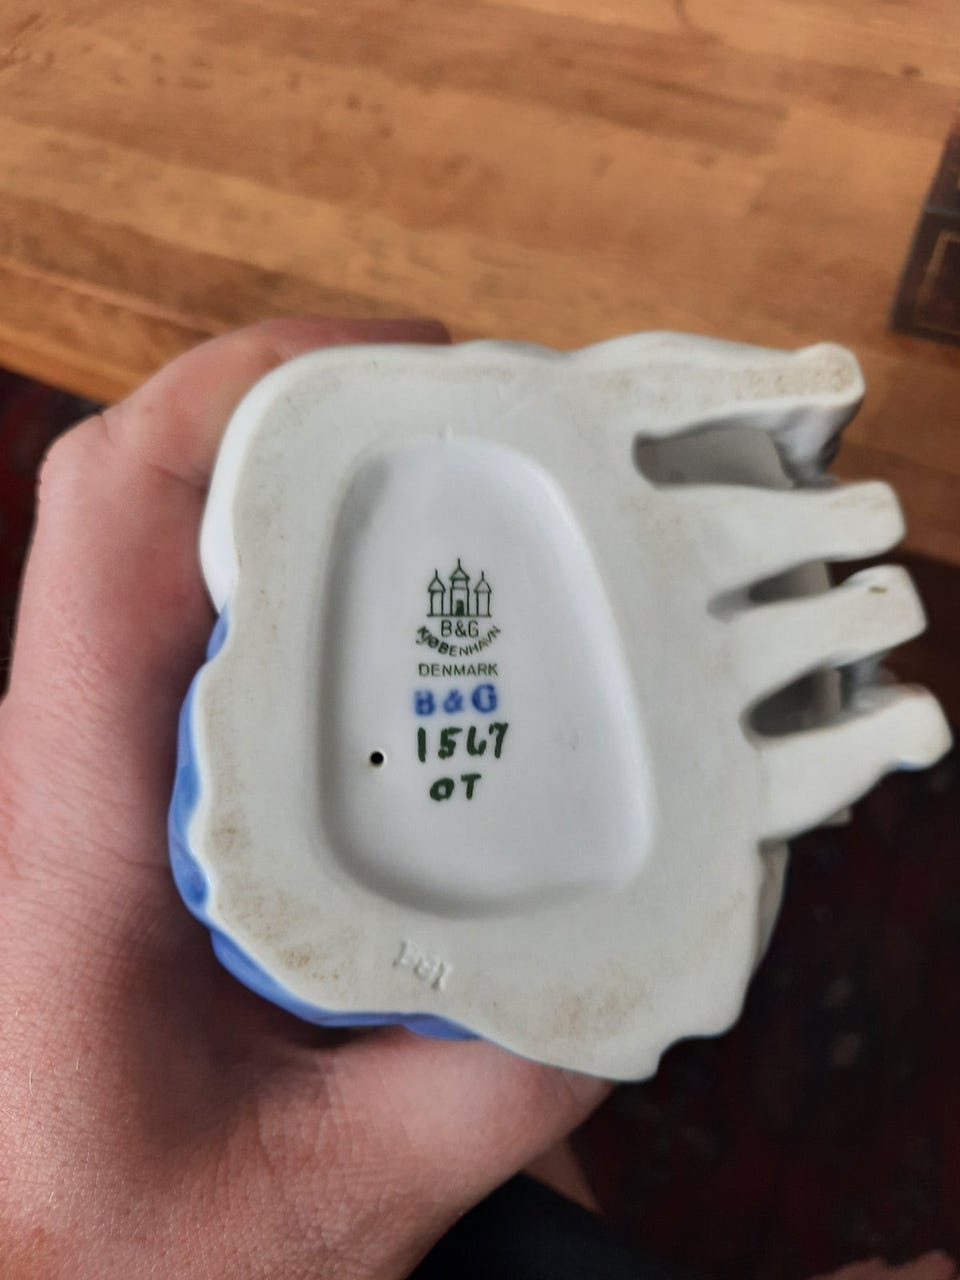 B&G
KJØBENHAVN
DENMARK
B&G
1567
OT